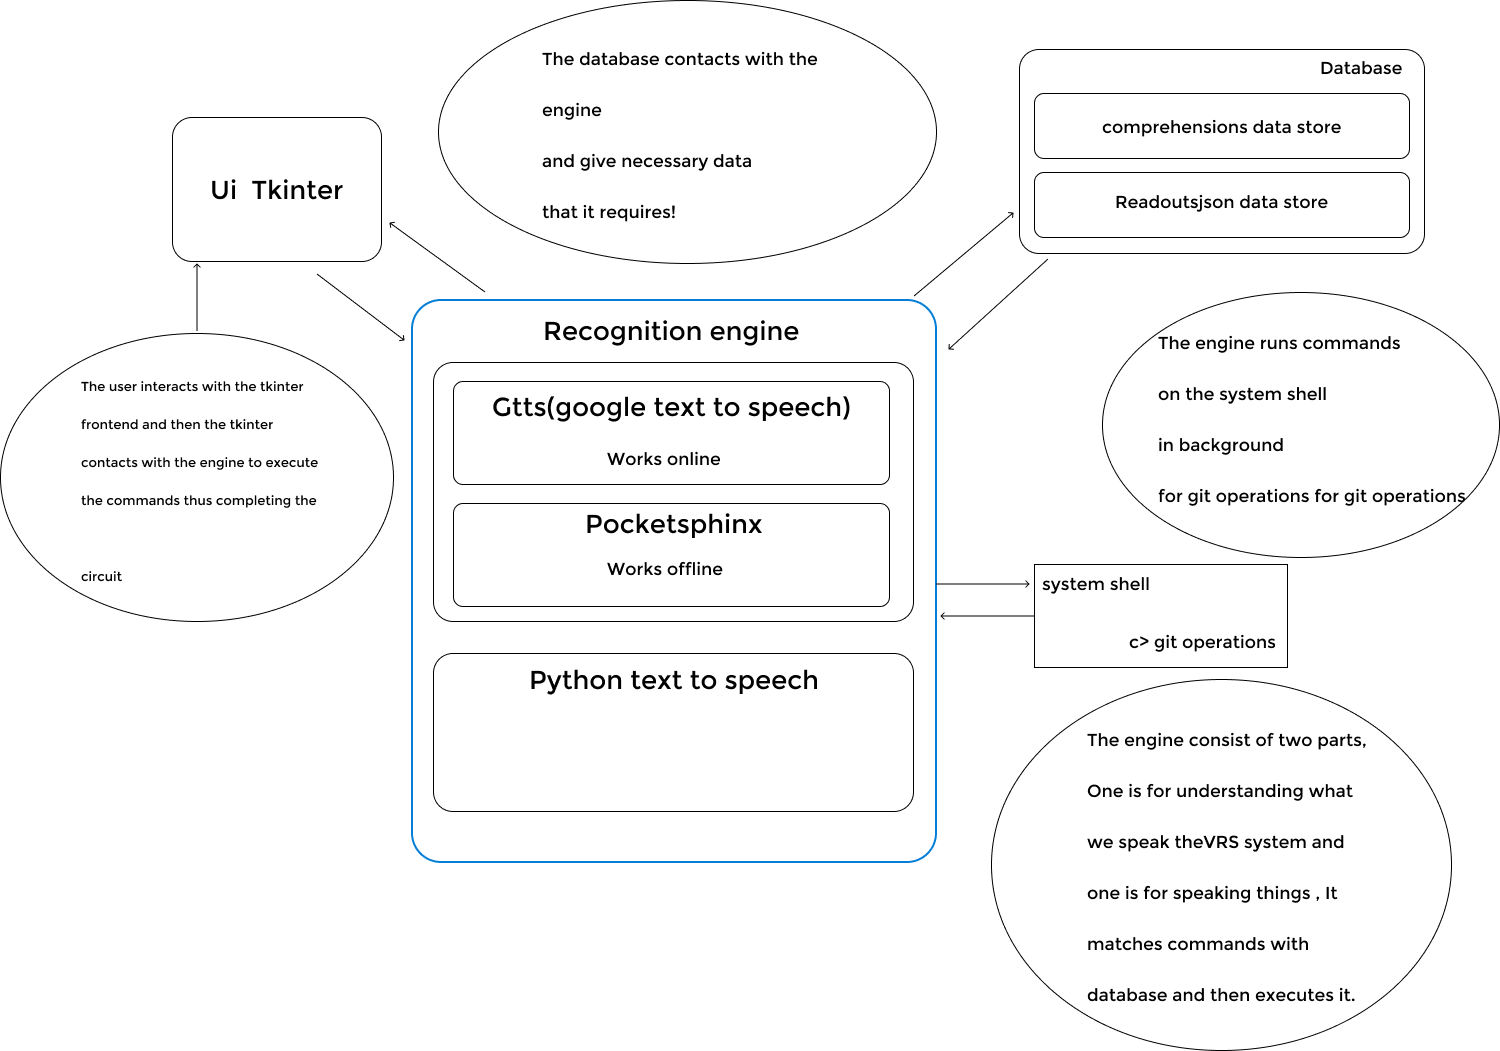 The database contacts with the
engine
and give necessary data
that it requires!
Database
comprehensions data store
Readoutsjson data store
Ui  Tkinter
The user interacts with the tkinter
frontend and then the tkinter
contacts with the engine to execute
the commands thus completing the
circuit
Recognition engine
Gtts(google text to speech)
Works online
Pocketsphinx
Works offline
Python text to speech
The engine runs commands
on the system shell
in background
for git operations for git operations
system shell
c> git operations
The engine consist of two parts,
One is for understanding what
we speak theVRS system and
one is for speaking things , It
matches commands with
database and then executes it.